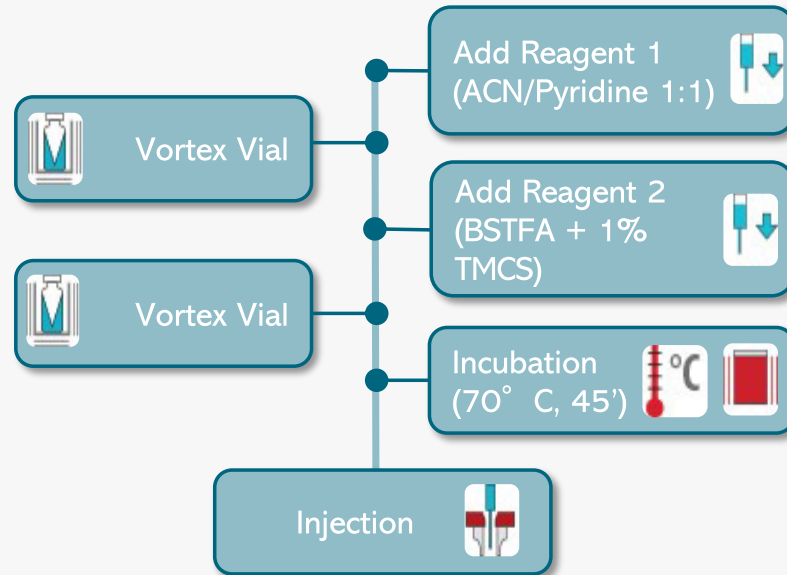 Add Reagent 1
(ACN/Pyridine 1:1)
Vortex Vial
Add Reagent 2
(BSTFA + 1%
TMCS)
Vortex Vial
Incubation
(70° C, 45’)
°C
Injection